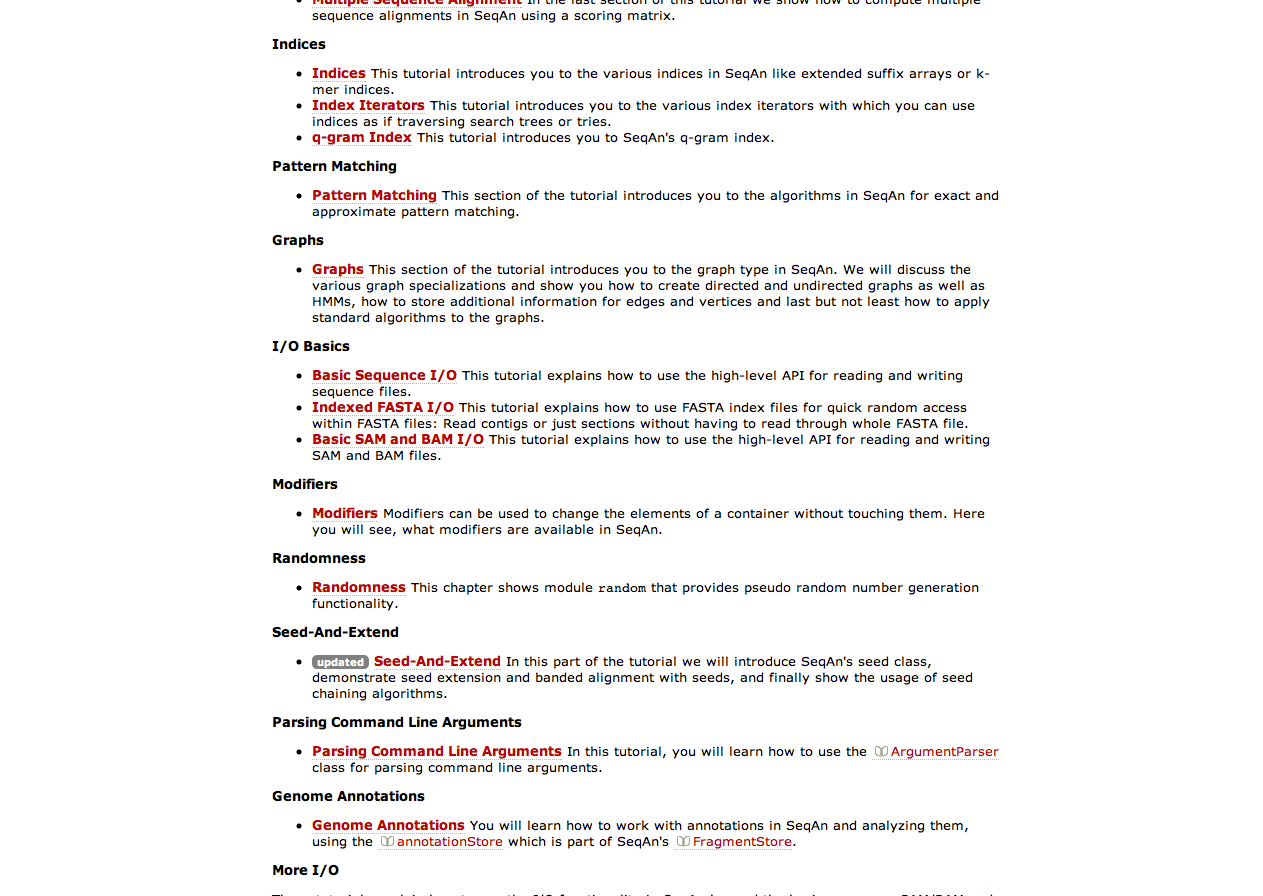 Multiple Sequence Alignment In the last section of this tutorial we show how to compute multiple
sequence alignments in SeqAn using a scoring matrix.
Indices
• Indices This tutorial introduces you to the various indices in SeqAn like extended suffix arrays or k-
mer indices.
• Index Iterators This tutorial introduces you to the various index iterators with which you can use
indices as if traversing search trees or tries.
• q-gram Index This tutorial introduces you to SeqAn's q-gram index.
Pattern Matching
• Pattern Matching This section of the tutorial introduces you to the algorithms in SeqAn for exact and
approximate pattern matching.
Graphs
• Graphs This section of the tutorial introduces you to the graph type in SeqAn. We will discuss the
various graph specializations and show you how to create directed and undirected graphs as well as
HMMs, how to store additional information for edges and vertices and last but not least how to apply
standard algorithms to the graphs.
I/O Basics
• Basic Sequence I/O This tutorial explains how to use the high-level API for reading and writing
sequence files.
• Indexed FASTA I/O This tutorial explains how to use FASTA index files for quick random access
within FASTA files: Read contigs or just sections without having to read through whole FASTA file.
• Basic SAM and BAM I/O This tutorial explains how to use the high-level API for reading and writing
SAM and BAM files.
Modifiers
• Modifiers Modifiers can be used to change the elements of a container without touching them. Here
you will see, what modifiers are available in SeqAn.
Randomness
• Randomness This chapter shows module random that provides pseudo random number generation
functionality.
Seed-And-Extend
• updated Seed-And-Extend In this part of the tutorial we will introduce SeqAn's seed class,
demonstrate seed extension and banded alignment with seeds, and finally show the usage of seed
chaining algorithms.
Parsing Command Line Arguments
• Parsing Command Line Arguments In this tutorial, you will learn how to use the ArgumentParser
class for parsing command line arguments.
Genome Annotations
• Genome Annotations You will learn how to work with annotations in SeqAn and analyzing them,
using the annotationStore which is part of SeqAn's FragmentStore.
More I/O